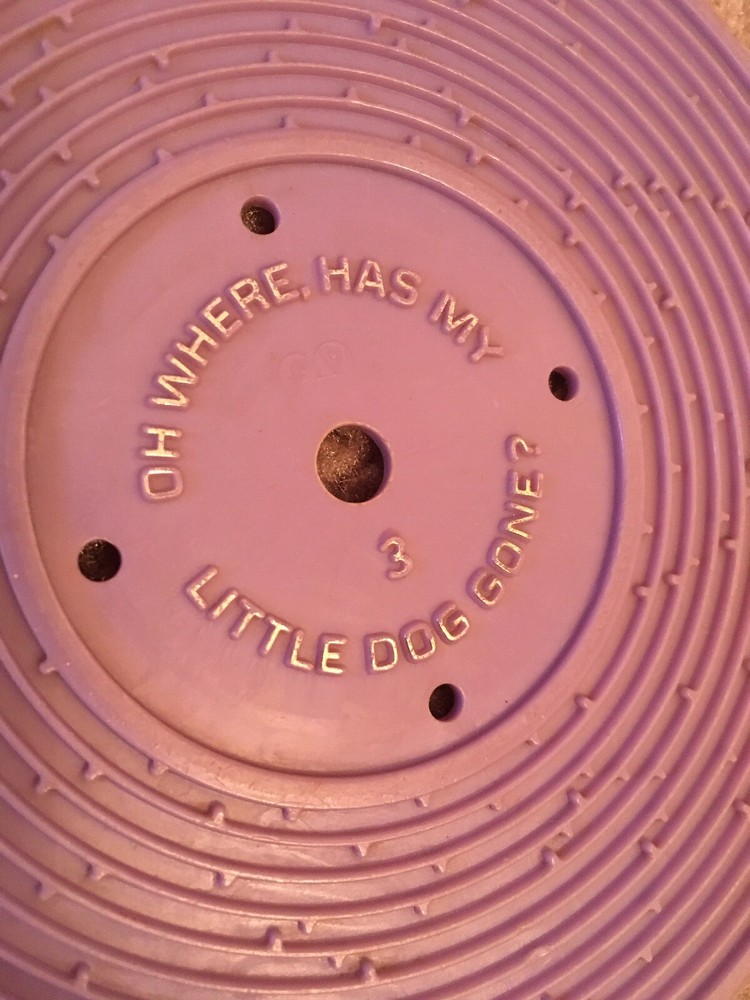 OH WHERE, HAS MY
LITTLE DOG GONE?
3